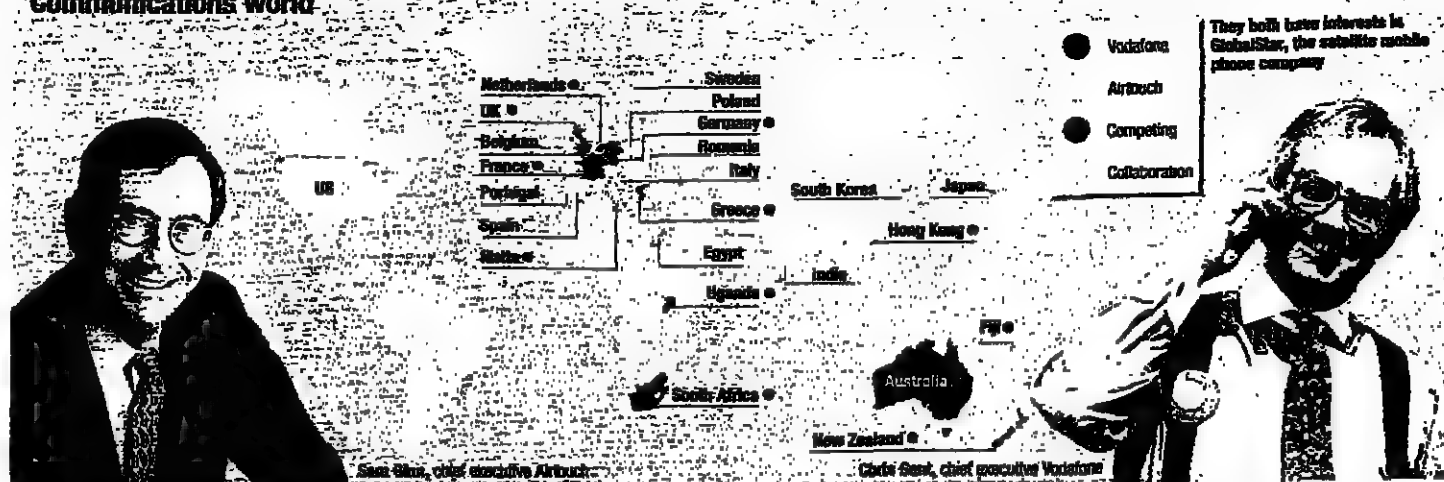 Communications world
They both have interests in
GlobalStar, the satellite mobile
phone company
Vodafone
Airtouch
Competing
Collaboration
Netherlands
UK
Belgium
France
Portugal
Spain
Malta
Sweden
Poland
Germany
Romania
Italy
Greece
Egypt
India
Uganda
South Africa
US
South Korea
Japan
Hong Kong
Fiji
Australia
New Zealand
Sam Ginn, chief executive Airtouch
Chris Gent, chief executive Vodafone